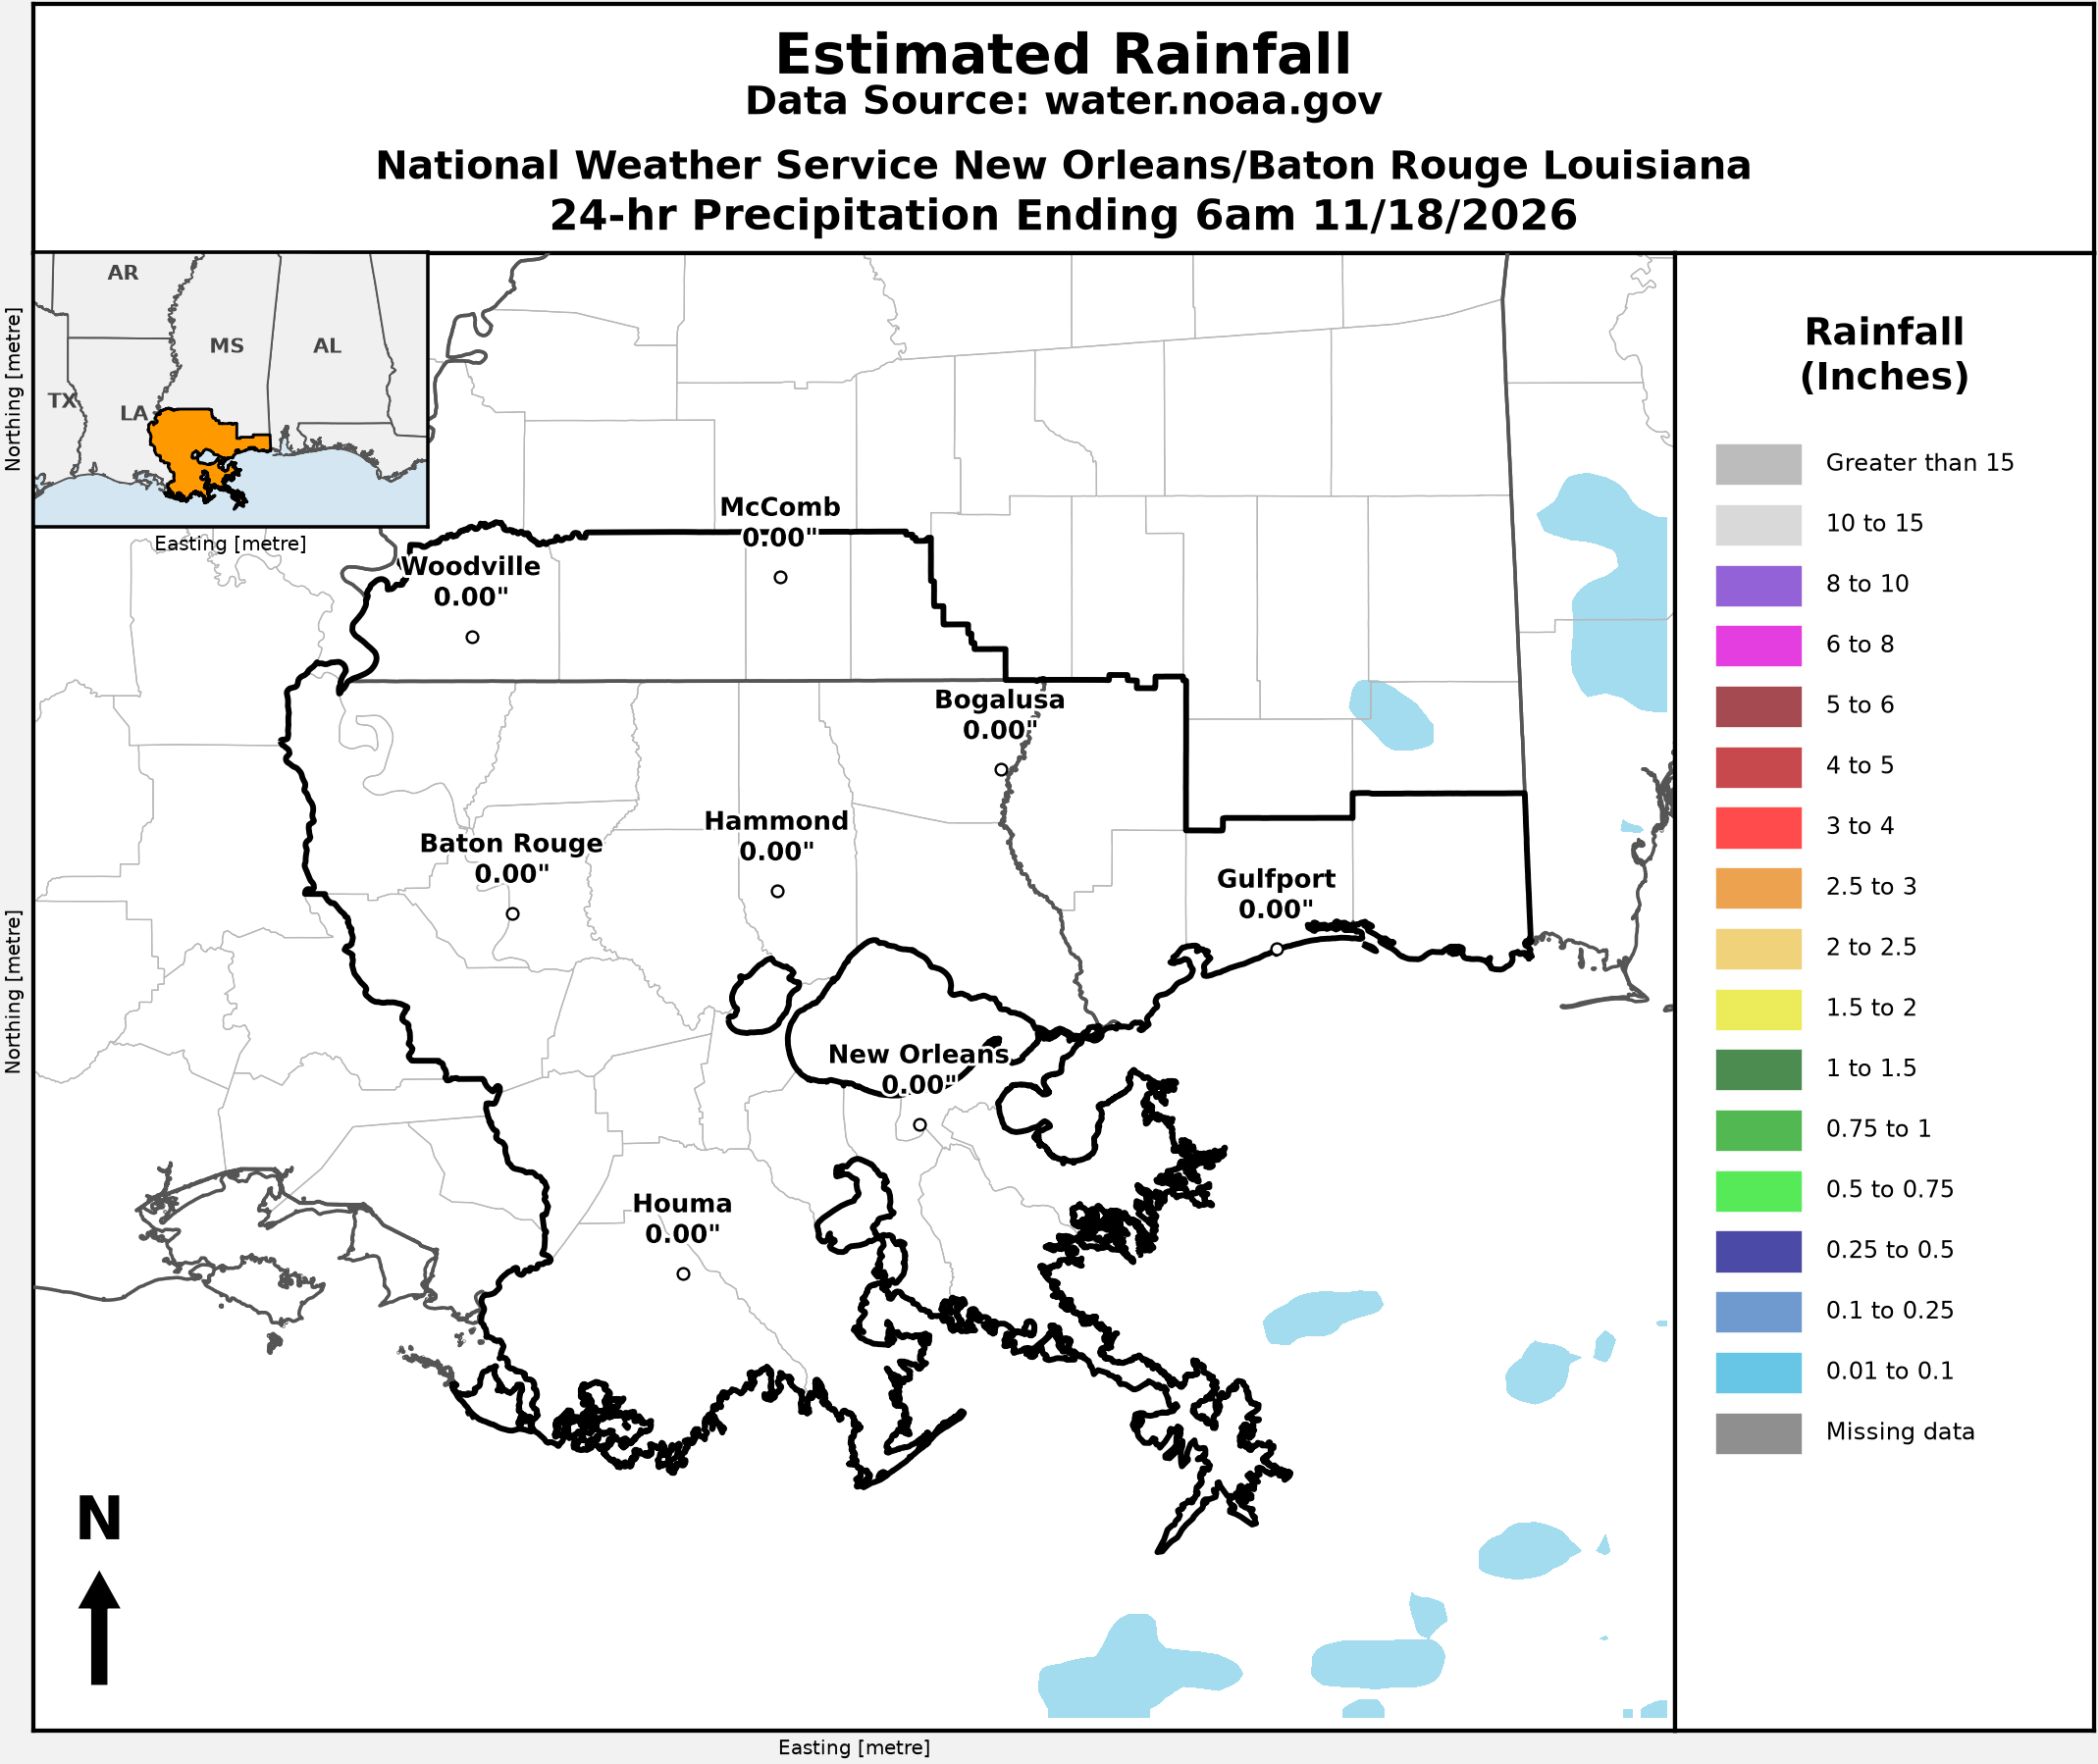 Estimated Rainfall
Data Source: water.noaa.gov
National Weather Service New Orleans/Baton Rouge Louisiana
24-hr Precipitation Ending 6am 11/18/2026
AR
MS
AL
TX
LA
Northing [metre]
Easting [metre]
McComb
0.00"
Woodville
0.00"
Bogalusa
0.00"
Hammond
0.00"
Baton Rouge
0.00"
Gulfport
0.00"
New Orleans
0.00"
Houma
0.00"
N
Northing [metre]
Easting [metre]
Rainfall
(Inches)
Greater than 15
10 to 15
8 to 10
6 to 8
5 to 6
4 to 5
3 to 4
2.5 to 3
2 to 2.5
1.5 to 2
1 to 1.5
0.75 to 1
0.5 to 0.75
0.25 to 0.5
0.1 to 0.25
0.01 to 0.1
Missing data